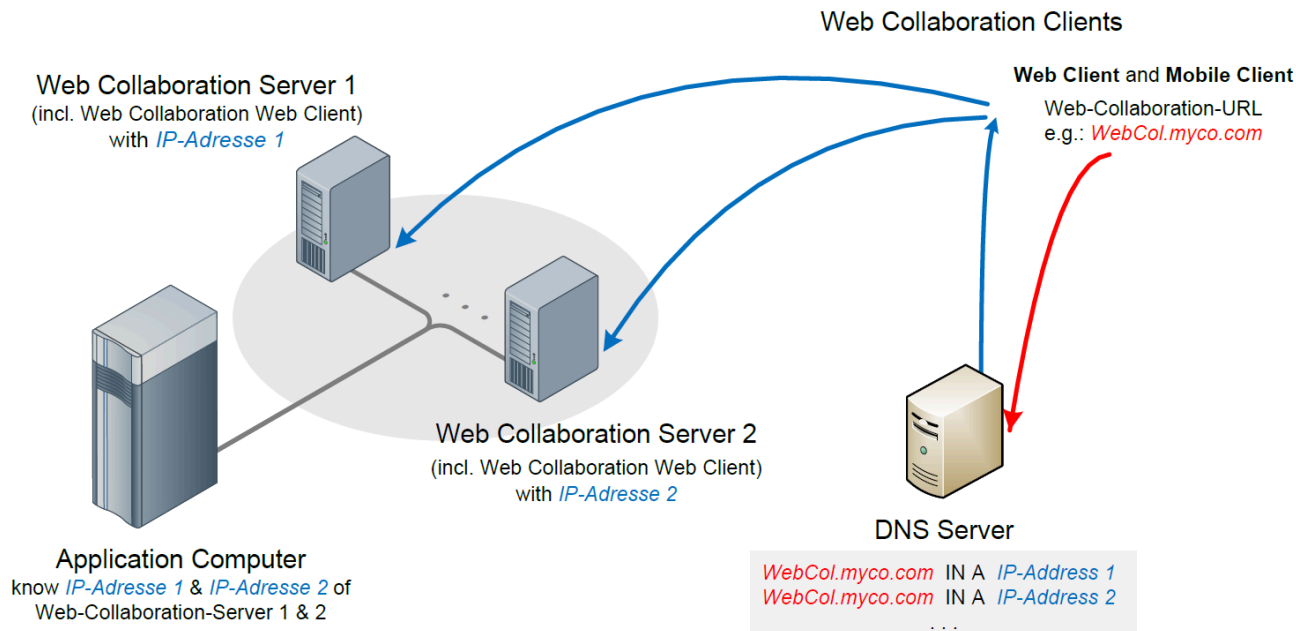 Web Collaboration Clients
Web Collaboration Server 1
(incl. Web Collaboration Web Client)
with IP-Adresse 1
Web Client and Mobile Client
Web-Collaboration-URL
e.g.: WebCol.myco.com
Web Collaboration Server 2
(incl. Web Collaboration Web Client)
with IP-Adresse 2
Application Computer
know IP-Adresse 1 & IP-Adresse 2 of
Web-Collaboration-Server 1 & 2
DNS Server
WebCol.myco.com IN A IP-Address 1
WebCol.myco.com IN A IP-Address 2
. . .